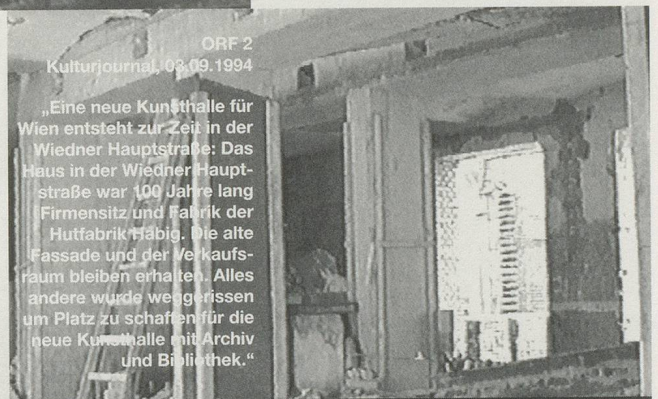 ORF 2
Kulturjournal, 03.09.1994
„Eine neue Kunsthalle für
Wien entsteht zur Zeit in der
Wiedner Hauptstraße: Das
Haus in der Wiedner Haupt-
straße war 100 Jahre lang
Firmensitz und Fabrik der
Hutfabrik Habig. Die alte
Fassade und der Verkaufs-
raum bleiben erhalten. Alles
andere wurde weggerissen
um Platz zu schaffen für die
neue Kunsthalle mit Archiv
und Bibliothek.“